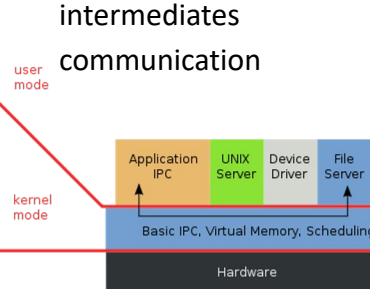 intermediates
communication
user
mode
Application
IPC
UNIX
Server
Device
Driver
File
Server
kernel
mode
Basic IPC, Virtual Memory, Scheduling
Hardware